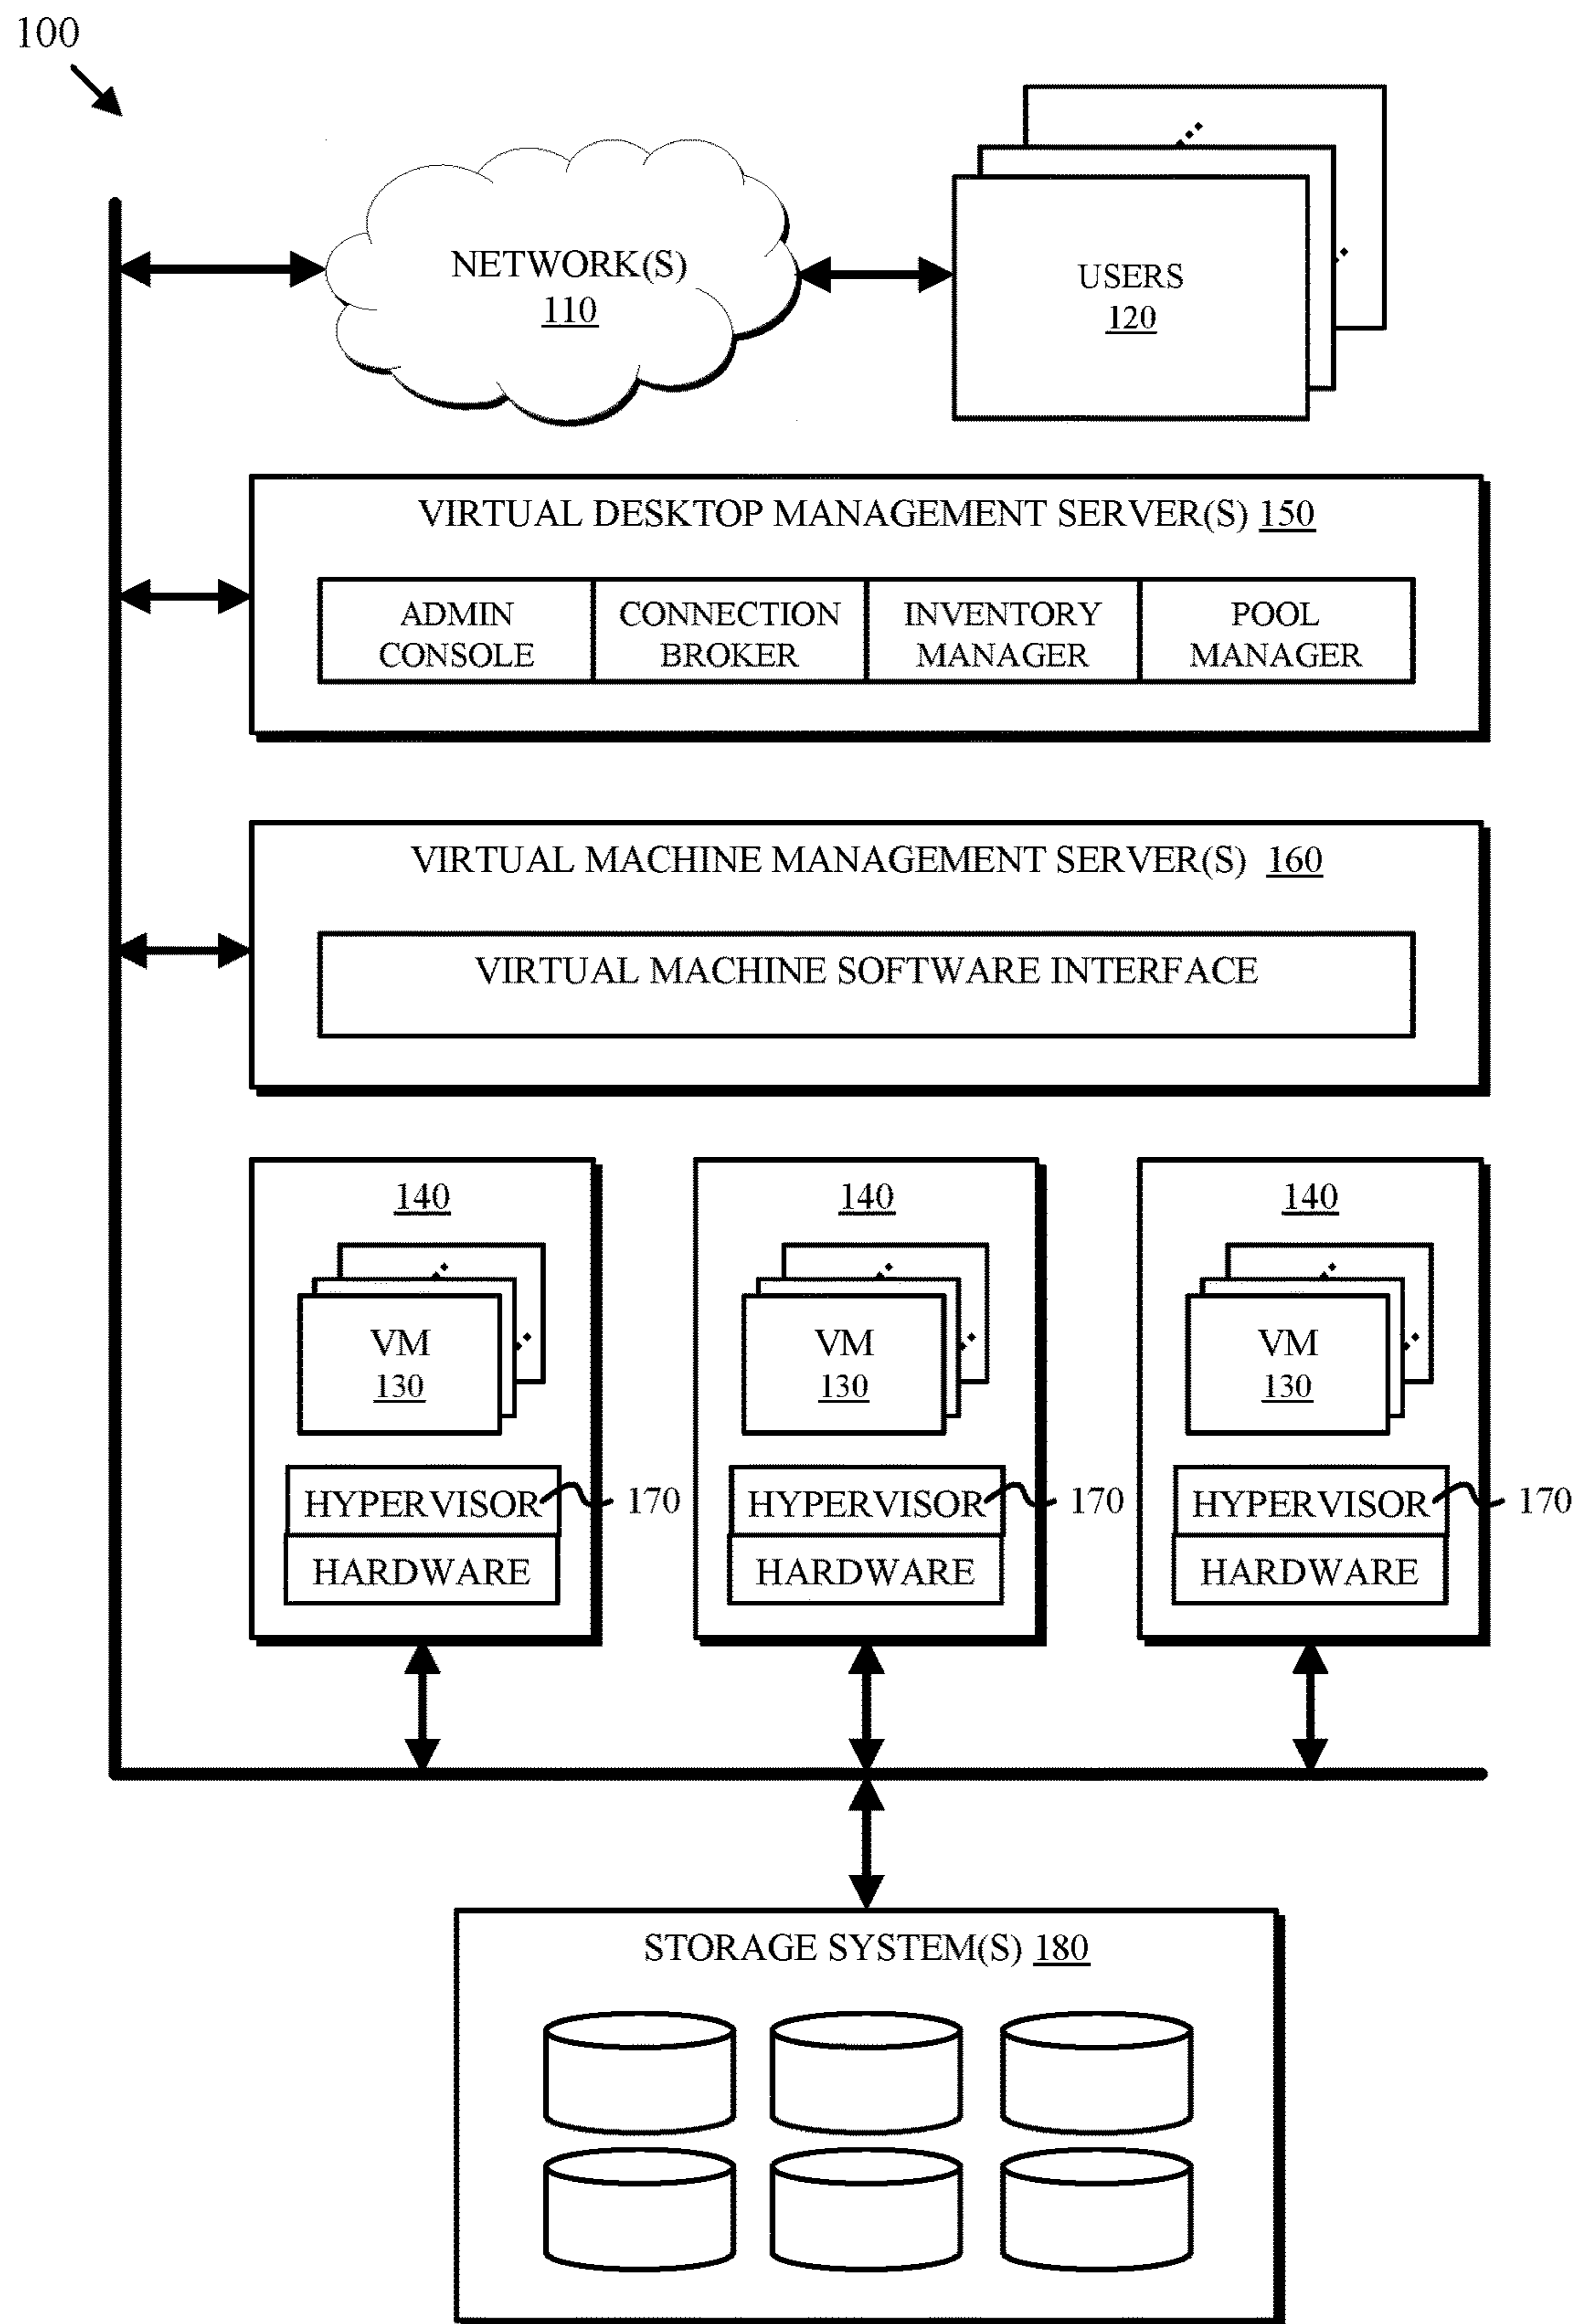 100
NETWORK(S)
110
USERS
120
VIRTUAL DESKTOP MANAGEMENT SERVER(S) 150
ADMIN
CONSOLE
CONNECTION
BROKER
INVENTORY
MANAGER
POOL
MANAGER
VIRTUAL MACHINE MANAGEMENT SERVER(S) 160
VIRTUAL MACHINE SOFTWARE INTERFACE
140
VM
130
HYPERVISOR
170
HARDWARE
140
VM
130
HYPERVISOR
170
HARDWARE
140
VM
130
HYPERVISOR
170
HARDWARE
STORAGE SYSTEM(S) 180